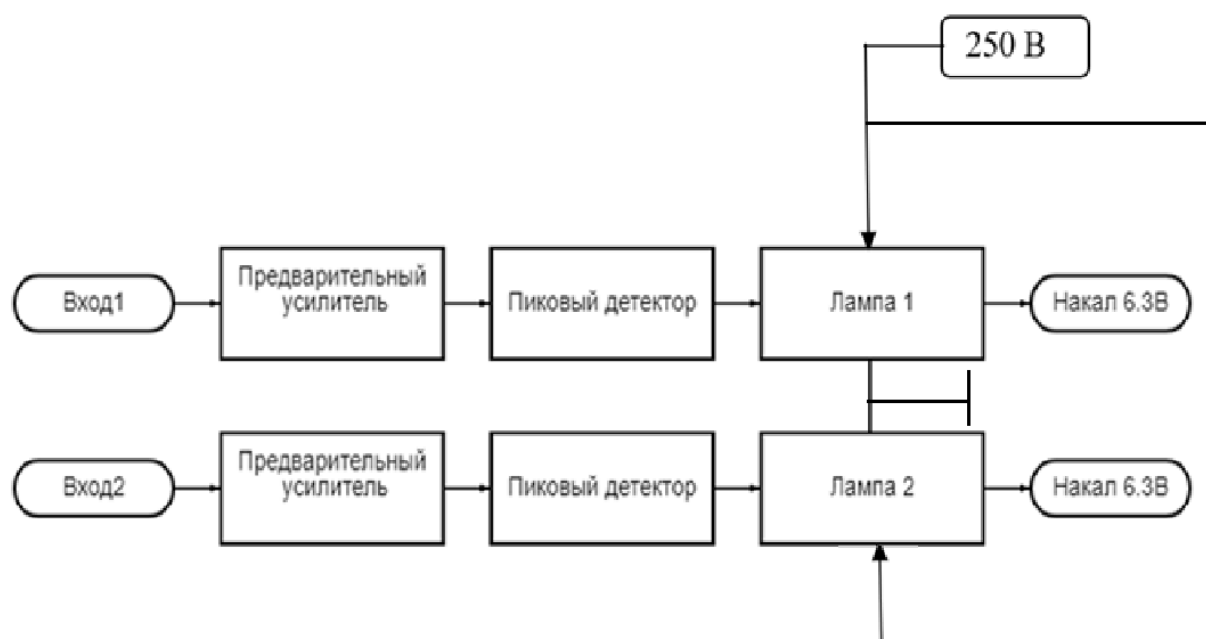 250 В
Вход1
Предварительный
усилитель
Пиковый детектор
Лампа 1
Накал 6.3В
Вход2
Предварительный
усилитель
Пиковый детектор
Лампа 2
Накал 6.3В